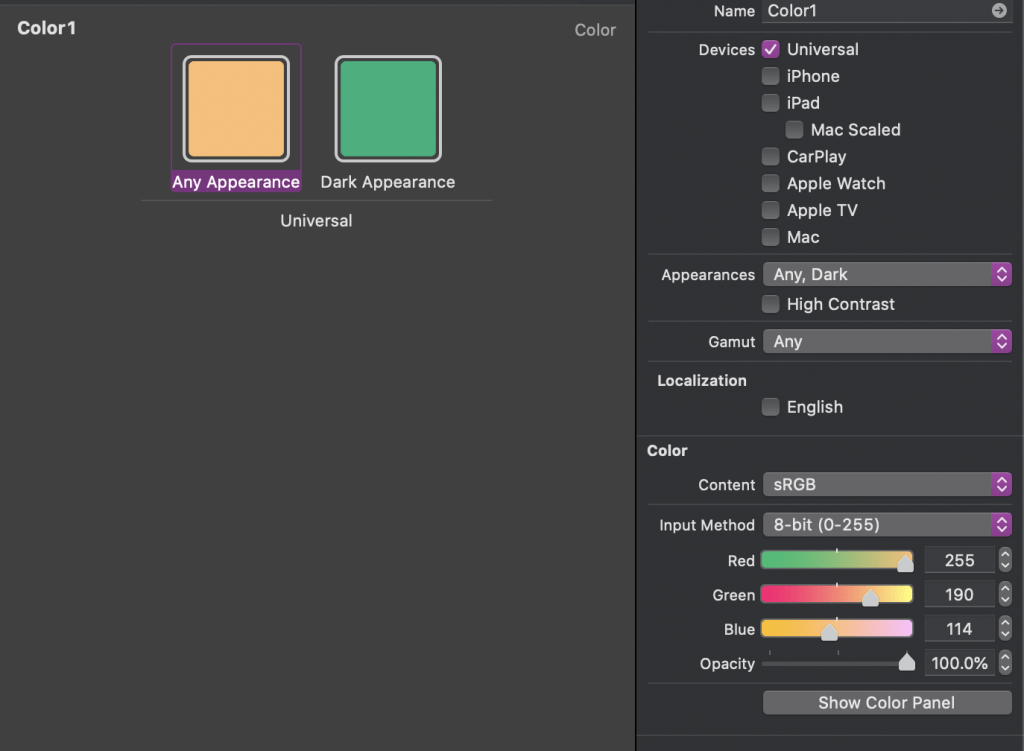 Color1
Color
Any Appearance
Dark Appearance
Universal
Name Color1
Devices Universal
iPhone
iPad
Mac Scaled
CarPlay
Apple Watch
Apple TV
Mac
Appearances Any, Dark
High Contrast
Gamut Any
Localization
English
Color
Content sRGB
Input Method 8-bit (0-255)
Red 255
Green 190
Blue 114
Opacity 100.0%
Show Color Panel